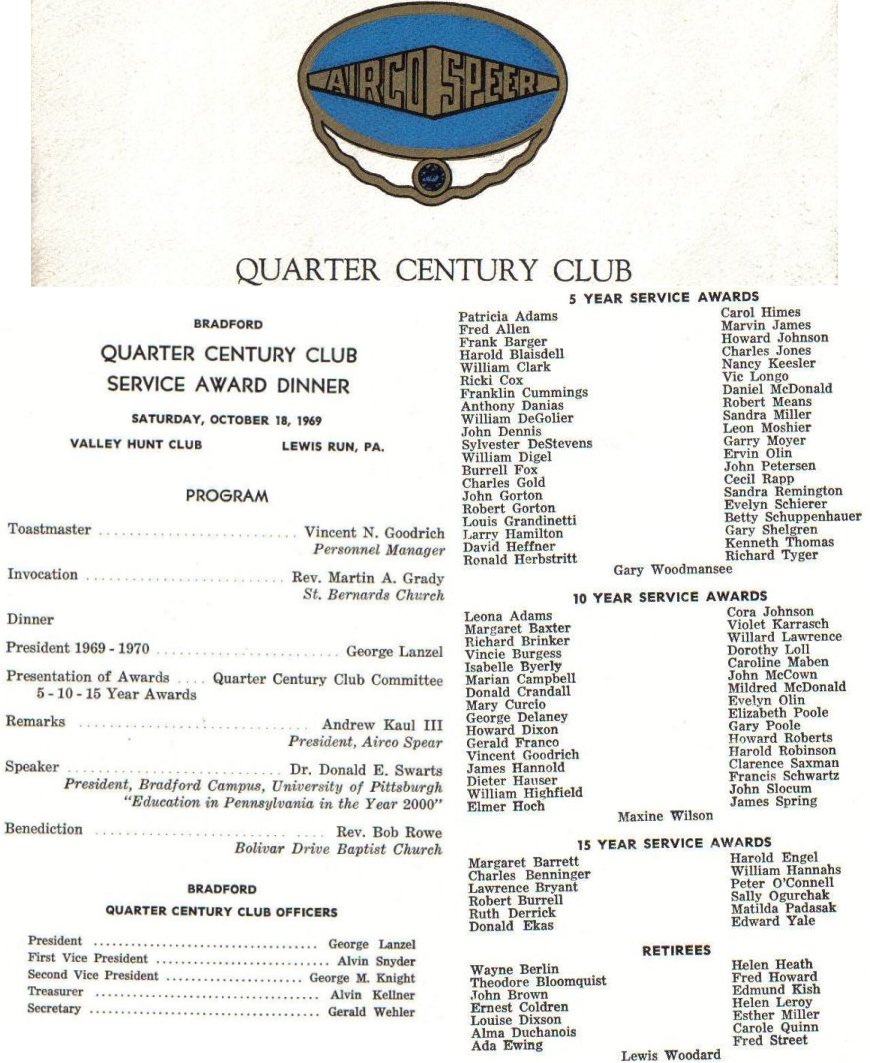 AIRCO SPEER
QUARTER CENTURY CLUB
BRADFORD
QUARTER CENTURY CLUB
SERVICE AWARD DINNER
SATURDAY, OCTOBER 18, 1969
VALLEY HUNT CLUB LEWIS RUN, PA.
PROGRAM
Toastmaster ........................ Vincent N. Goodrich
Personnel Manager
Invocation ........................ Rev. Martin A. Grady
St. Bernards Church
Dinner
President 1969 - 1970 ........................ George Lanzel
Presentation of Awards .... Quarter Century Club Committee
5 - 10 - 15 Year Awards
Remarks ........................ Andrew Kaul III
President, Airco Spear
Speaker ........................ Dr. Donald E. Swarts
President, Bradford Campus, University of Pittsburgh
"Education in Pennsylvania in the Year 2000"
Benediction ........................ Rev. Bob Rowe
Bolivar Drive Baptist Church
BRADFORD
QUARTER CENTURY CLUB OFFICERS
President ........................ George Lanzel
First Vice President ........................ Alvin Snyder
Second Vice President ........................ George M. Knight
Treasurer ........................ Alvin Kellner
Secretary ........................ Gerald Wehler
5 YEAR SERVICE AWARDS
Patricia Adams
Fred Allen
Frank Barger
Harold Blaisdell
William Clark
Ricki Cox
Franklin Cummings
Anthony Danias
William DeGolier
John Dennis
Sylvester DeStevens
William Digel
Burrell Fox
Charles Gold
John Gorton
Robert Gorton
Louis Grandinetti
Larry Hamilton
David Heffner
Ronald Herbstritt
Carol Himes
Marvin James
Howard Johnson
Charles Jones
Nancy Keesler
Vic Longo
Daniel McDonald
Robert Means
Sandra Miller
Leon Moshier
Garry Moyer
Ervin Olin
John Petersen
Cecil Rapp
Sandra Remington
Evelyn Schierer
Betty Schuppenhauer
Gary Shelgren
Kenneth Thomas
Richard Tyger
Gary Woodmansee
10 YEAR SERVICE AWARDS
Leona Adams
Margaret Baxter
Richard Brinker
Vincie Burgess
Isabelle Byerly
Marian Campbell
Donald Crandall
Mary Curcio
George Delaney
Howard Dixon
Gerald Franco
Vincent Goodrich
James Hannold
Dieter Hauser
William Highfield
Elmer Hoch
Cora Johnson
Violet Karrasch
Willard Lawrence
Dorothy Loll
Caroline Maben
John McCown
Mildred McDonald
Evelyn Olin
Elizabeth Poole
Gary Poole
Howard Roberts
Harold Robinson
Clarence Saxman
Francis Schwartz
John Slocum
James Spring
Maxine Wilson
15 YEAR SERVICE AWARDS
Margaret Barrett
Charles Benninger
Lawrence Bryant
Robert Burrell
Ruth Derrick
Donald Ekas
Harold Engel
William Hannahs
Peter O'Connell
Sally Ogurchak
Matilda Padasak
Edward Yale
RETIREES
Wayne Berlin
Theodore Bloomquist
John Brown
Ernest Coldren
Louise Dixson
Alma Duchanois
Ada Ewing
Helen Heath
Fred Howard
Edmund Kish
Helen Leroy
Esther Miller
Carole Quinn
Fred Street
Lewis Woodard